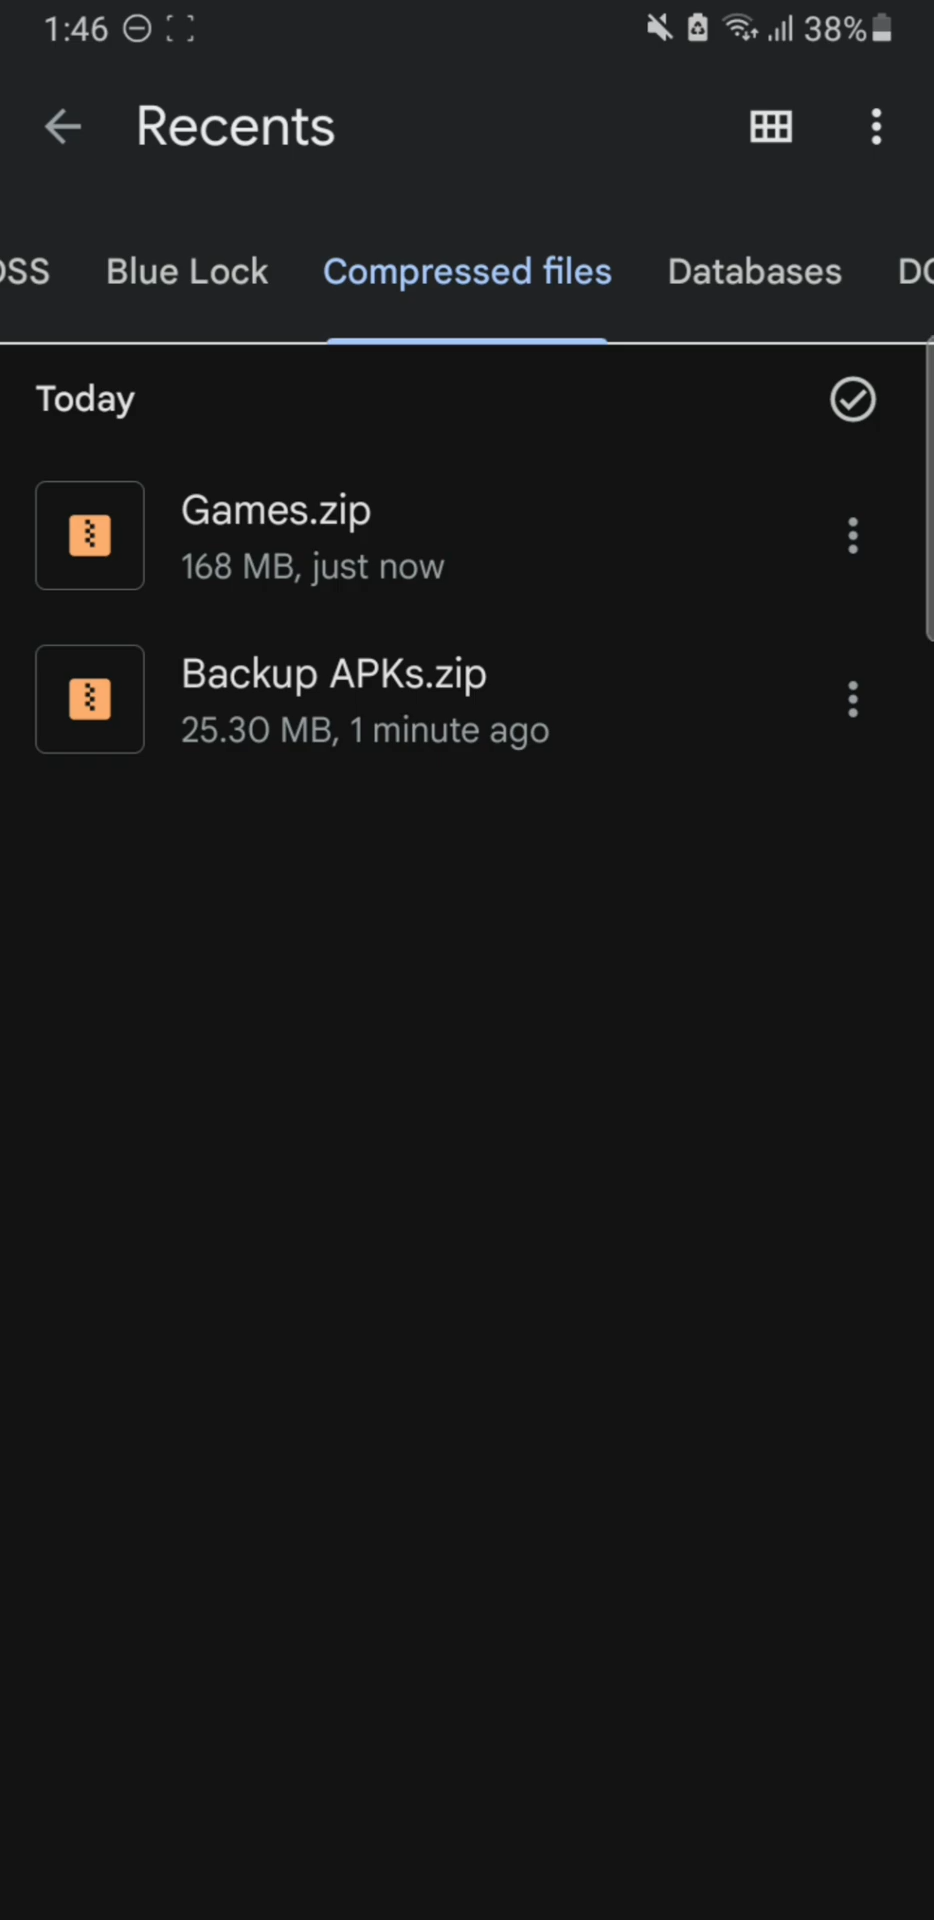 1:46 38%
Recents
OSS Blue Lock Compressed files Databases
Today
Games.zip
168 MB, just now
Backup APKs.zip
25.30 MB, 1 minute ago